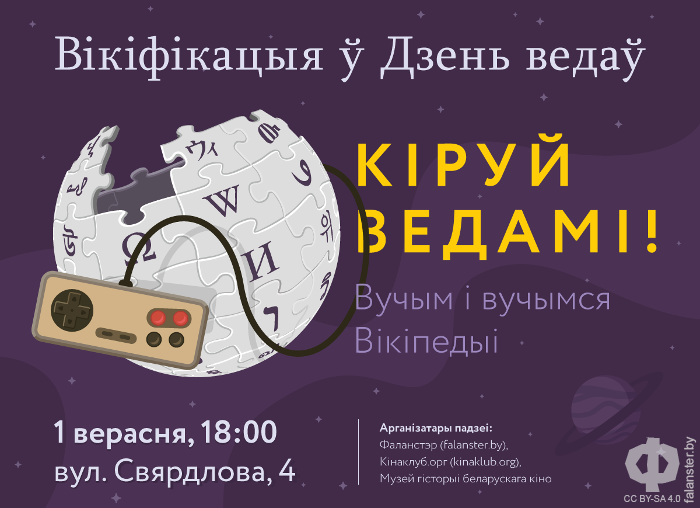 Вікіфікацыя ў Дзень ведаў
КІРУЙ
ВЕДАМІ!
Вучым і вучымся
Вікіпедыі
1 верасня, 18:00
вул. Свярдлова, 4
Арганізатары падзеі:
Фаланстэр (falanster.by),
Кінаклуб.орг (kinaklub.org),
Музей гісторыі беларускага кіно
CC BY-SA 4.0
falanster.by
W
Ω
И